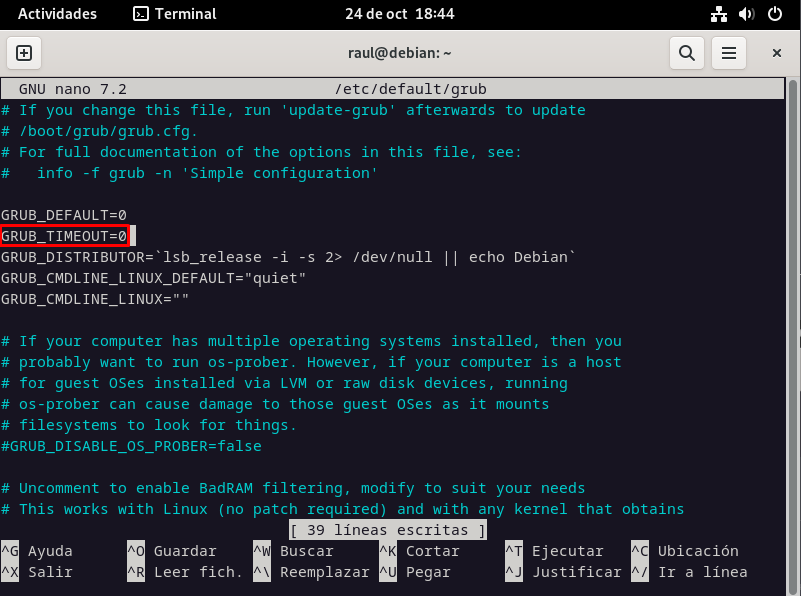 Actividades Terminal 24 de oct 18:44
raul@debian: ~
GNU nano 7.2 /etc/default/grub
# If you change this file, run 'update-grub' afterwards to update
# /boot/grub/grub.cfg.
# For full documentation of the options in this file, see:
#   info -f grub -n 'Simple configuration'
GRUB_DEFAULT=0
GRUB_TIMEOUT=0
GRUB_DISTRIBUTOR=`lsb_release -i -s 2> /dev/null || echo Debian`
GRUB_CMDLINE_LINUX_DEFAULT="quiet"
GRUB_CMDLINE_LINUX=""
# If your computer has multiple operating systems installed, then you
# probably want to run os-prober. However, if your computer is a host
# for guest OSes installed via LVM or raw disk devices, running
# os-prober can cause damage to those guest OSes as it mounts
# filesystems to look for things.
#GRUB_DISABLE_OS_PROBER=false
# Uncomment to enable BadRAM filtering, modify to suit your needs
# This works with Linux (no patch required) and with any kernel that obtains
[ 39 líneas escritas ]
^G Ayuda ^O Guardar ^W Buscar ^K Cortar ^T Ejecutar ^C Ubicación
^X Salir ^R Leer fich. ^\ Reemplazar ^U Pegar ^J Justificar ^/ Ir a línea